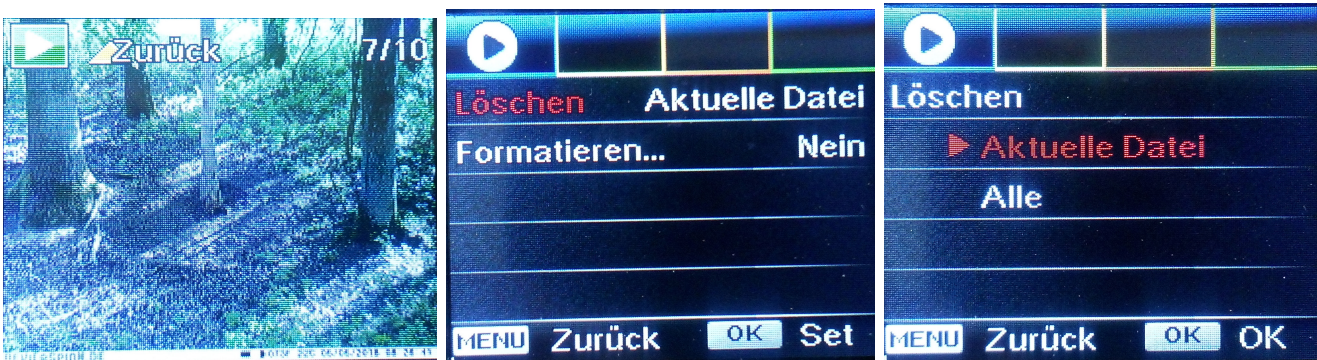 Zurück 7/10
Löschen Aktuelle Datei
Formatieren... Nein
MENU Zurück OK Set
Löschen
Aktuelle Datei
Alle
MENU Zurück OK OK